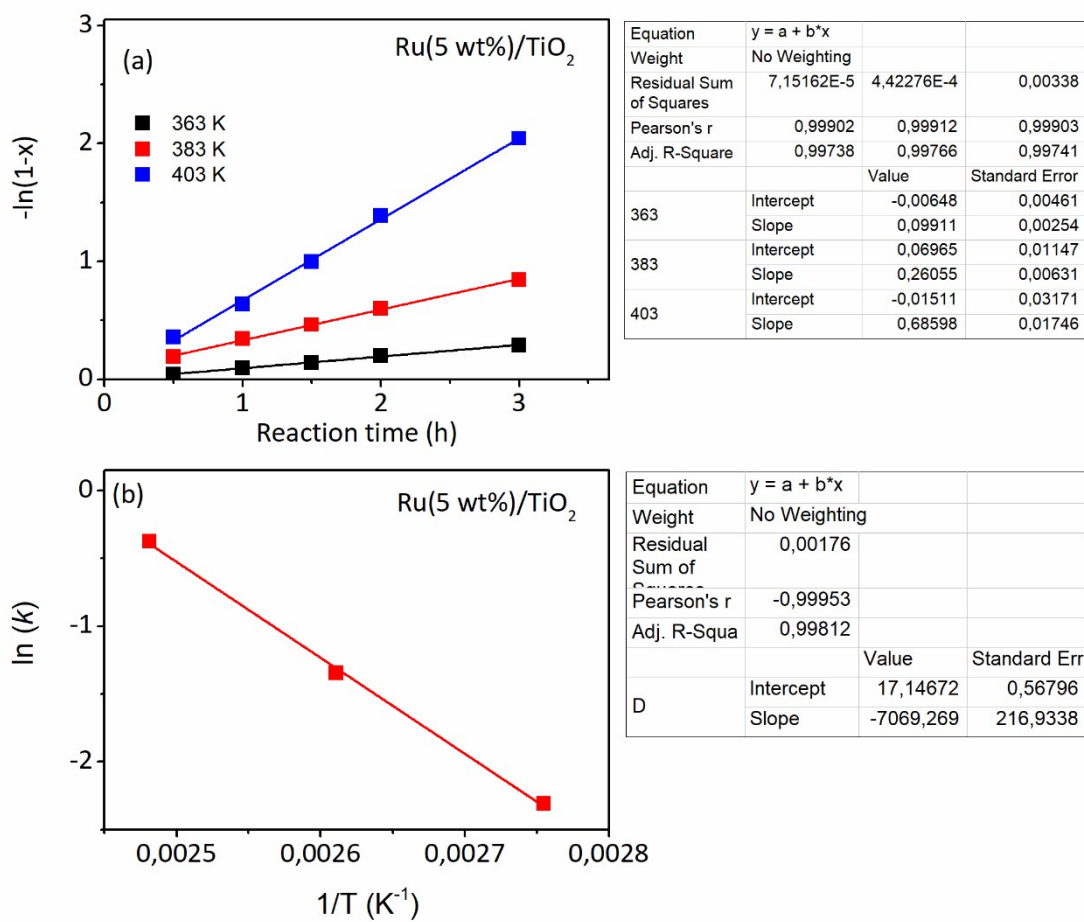 (a)
Ru(5 wt%)/TiO2
363 K
383 K
403 K
-ln(1-x)
-3
2
1
0
0 1 2 3
Reaction time (h)
Equation y = a + b*x
Weight No Weighting
Residual Sum of Squares 7,15162E-5 4,42276E-4 0,00338
Pearson's r 0,99902 0,99912 0,99903
Adj. R-Square 0,99738 0,99766 0,99741
Value Standard Error
363 Intercept -0,00648 0,00461
Slope 0,09911 0,00254
383 Intercept 0,06965 0,01147
Slope 0,26055 0,00631
403 Intercept -0,01511 0,03171
Slope 0,68598 0,01746
(b)
Ru(5 wt%)/TiO2
ln (k)
0
-1
-2
0,0025 0,0026 0,0027 0,0028
1/T (K-1)
Equation y = a + b*x
Weight No Weighting
Residual
Sum of 0,00176
Pearson's r -0,99953
Adj. R-Squa 0,99812
Value Standard Err
D Intercept 17,14672 0,56796
Slope -7069,269 216,9338